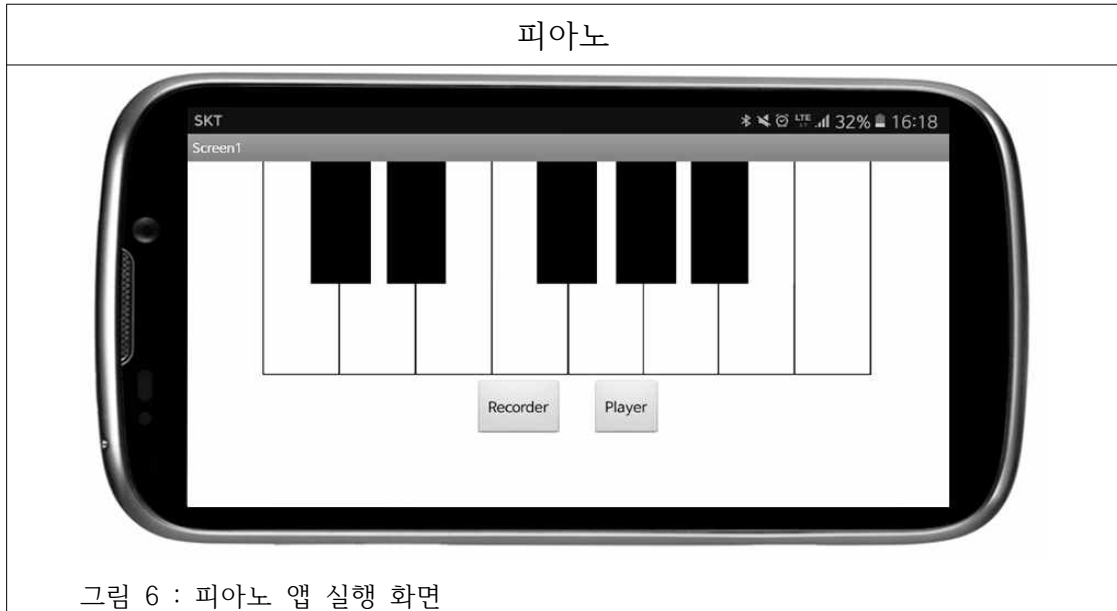 피아노
SKT LTE 32% 16:18
Screen1
Recorder Player
그림 6 : 피아노 앱 실행 화면